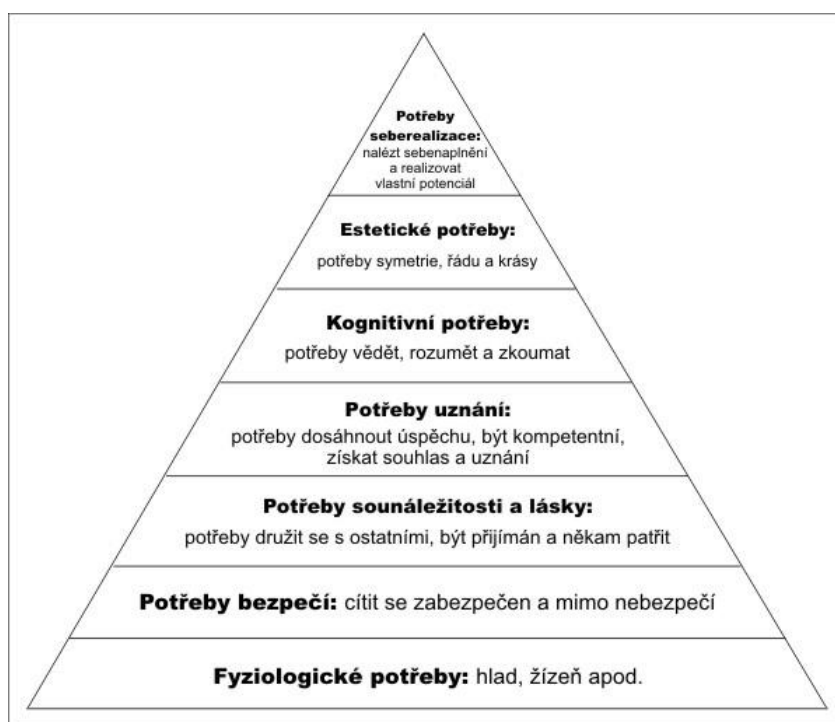 Potřeby
seberealizace:
nalézt sebenaplnění
a realizovat
vlastní potenciál
Estetické potřeby:
potřeby symetrie, řádu a krásy
Kognitivní potřeby:
potřeby vědět, rozumět a zkoumat
Potřeby uznání:
potřeby dosáhnout úspěchu, být kompetentní,
získat souhlas a uznání
Potřeby sounáležitosti a lásky:
potřeby družit se s ostatními, být přijímán a někam patřit
Potřeby bezpečí: cítit se zabezpečen a mimo nebezpečí
Fyziologické potřeby: hlad, žízeň apod.